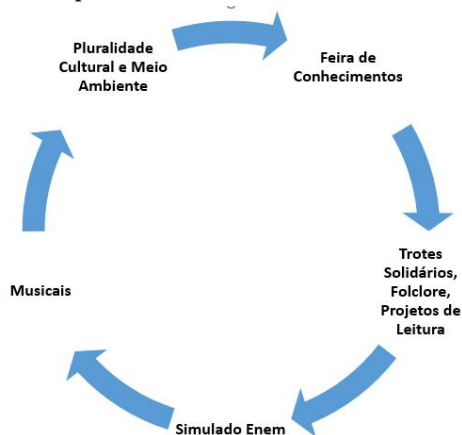 Pluralidade
Cultural e Meio
Ambiente
Feira de
Conhecimentos
Trotes
Solidários,
Folclore,
Projetos de
Leitura
Simulado Enem
Musicais